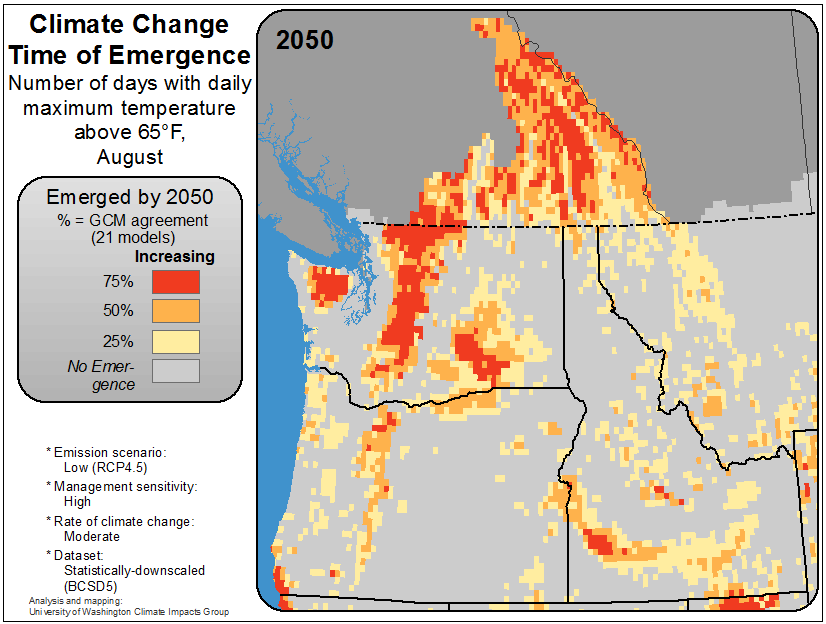 Climate Change
Time of Emergence
Number of days with daily
maximum temperature
above 65°F,
August
Emerged by 2050
% = GCM agreement
(21 models)
Increasing
75%
50%
25%
No Emer-
gence
* Emission scenario:
Low (RCP4.5)
* Management sensitivity:
High
* Rate of climate change:
Moderate
* Dataset:
Statistically-downscaled
(BCSD5)
Analysis and mapping:
University of Washington Climate Impacts Group
2050